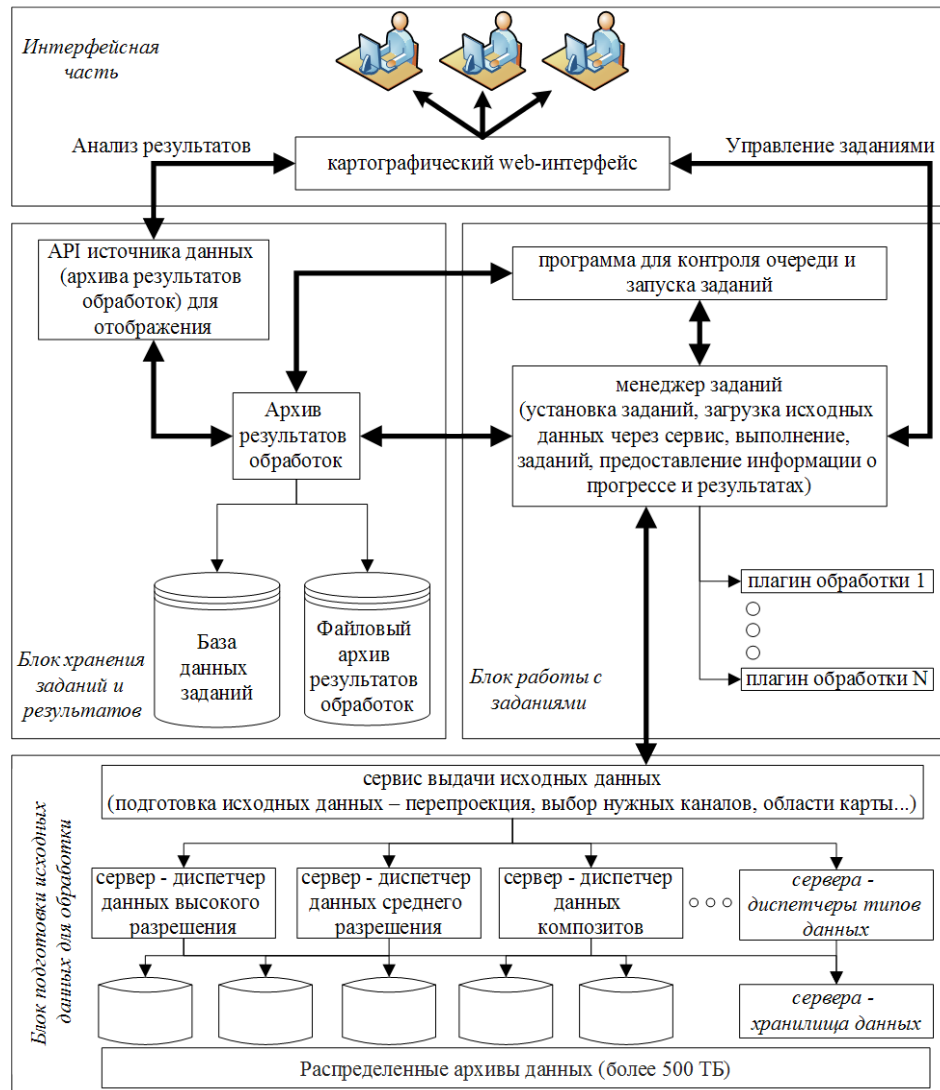 Интерфейсная
часть
Анализ результатов
Управление заданиями
картографический web-интерфейс
API источника данных
(архива результатов
обработок) для
отображения
программа для контроля очереди и
запуска заданий
Архив
результатов
обработок
менеджер заданий
(установка заданий, загрузка исходных
данных через сервис, выполнение,
заданий, предоставление информации о
прогрессе и результатах)
База
данных
заданий
Файловый
архив
результатов
обработок
Блок хранения
заданий и
результатов
плагин обработки 1
плагин обработки N
Блок работы с
заданиями
Блок подготовки исходных
данных для обработки
сервис выдачи исходных данных
(подготовка исходных данных – перепроекция, выбор нужных каналов, области карты...)
сервер - диспетчер
данных высокого
разрешения
сервер - диспетчер
данных среднего
разрешения
сервер - диспетчер
данных
композитов
сервера -
диспетчеры типов
данных
сервера -
хранилища данных
Распределенные архивы данных (более 500 ТБ)